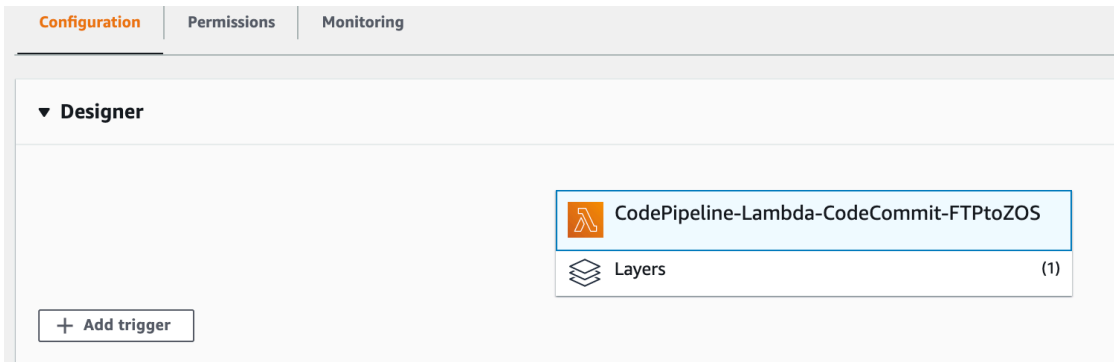 Configuration Permissions Monitoring
Designer
CodePipeline-Lambda-CodeCommit-FTPtoZOS
Layers (1)
+ Add trigger